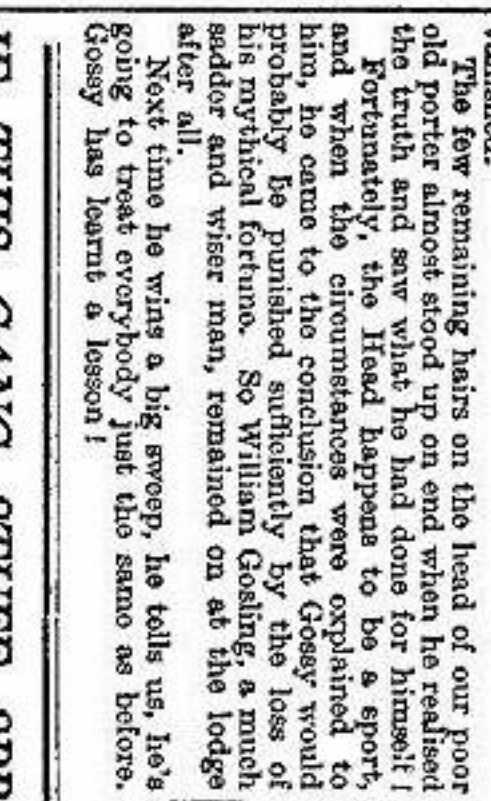 vanished.
The few remaining hairs on the head of our poor
old porter almost stood up on end when he realised
the truth and saw what he had done for himself!
Fortunately, the Head happens to be a sport,
and when the circumstances were explained to
him, he came to the conclusion that Gossy would
probably be punished sufficiently by the loss of
his mythical fortune. So William Gosling, a much
sadder and wiser man, remained on at the lodge
after all.
Next time he wins a big sweep, he tells us, he's
going to treat everybody just the same as before.
Gossy has learnt a lesson!